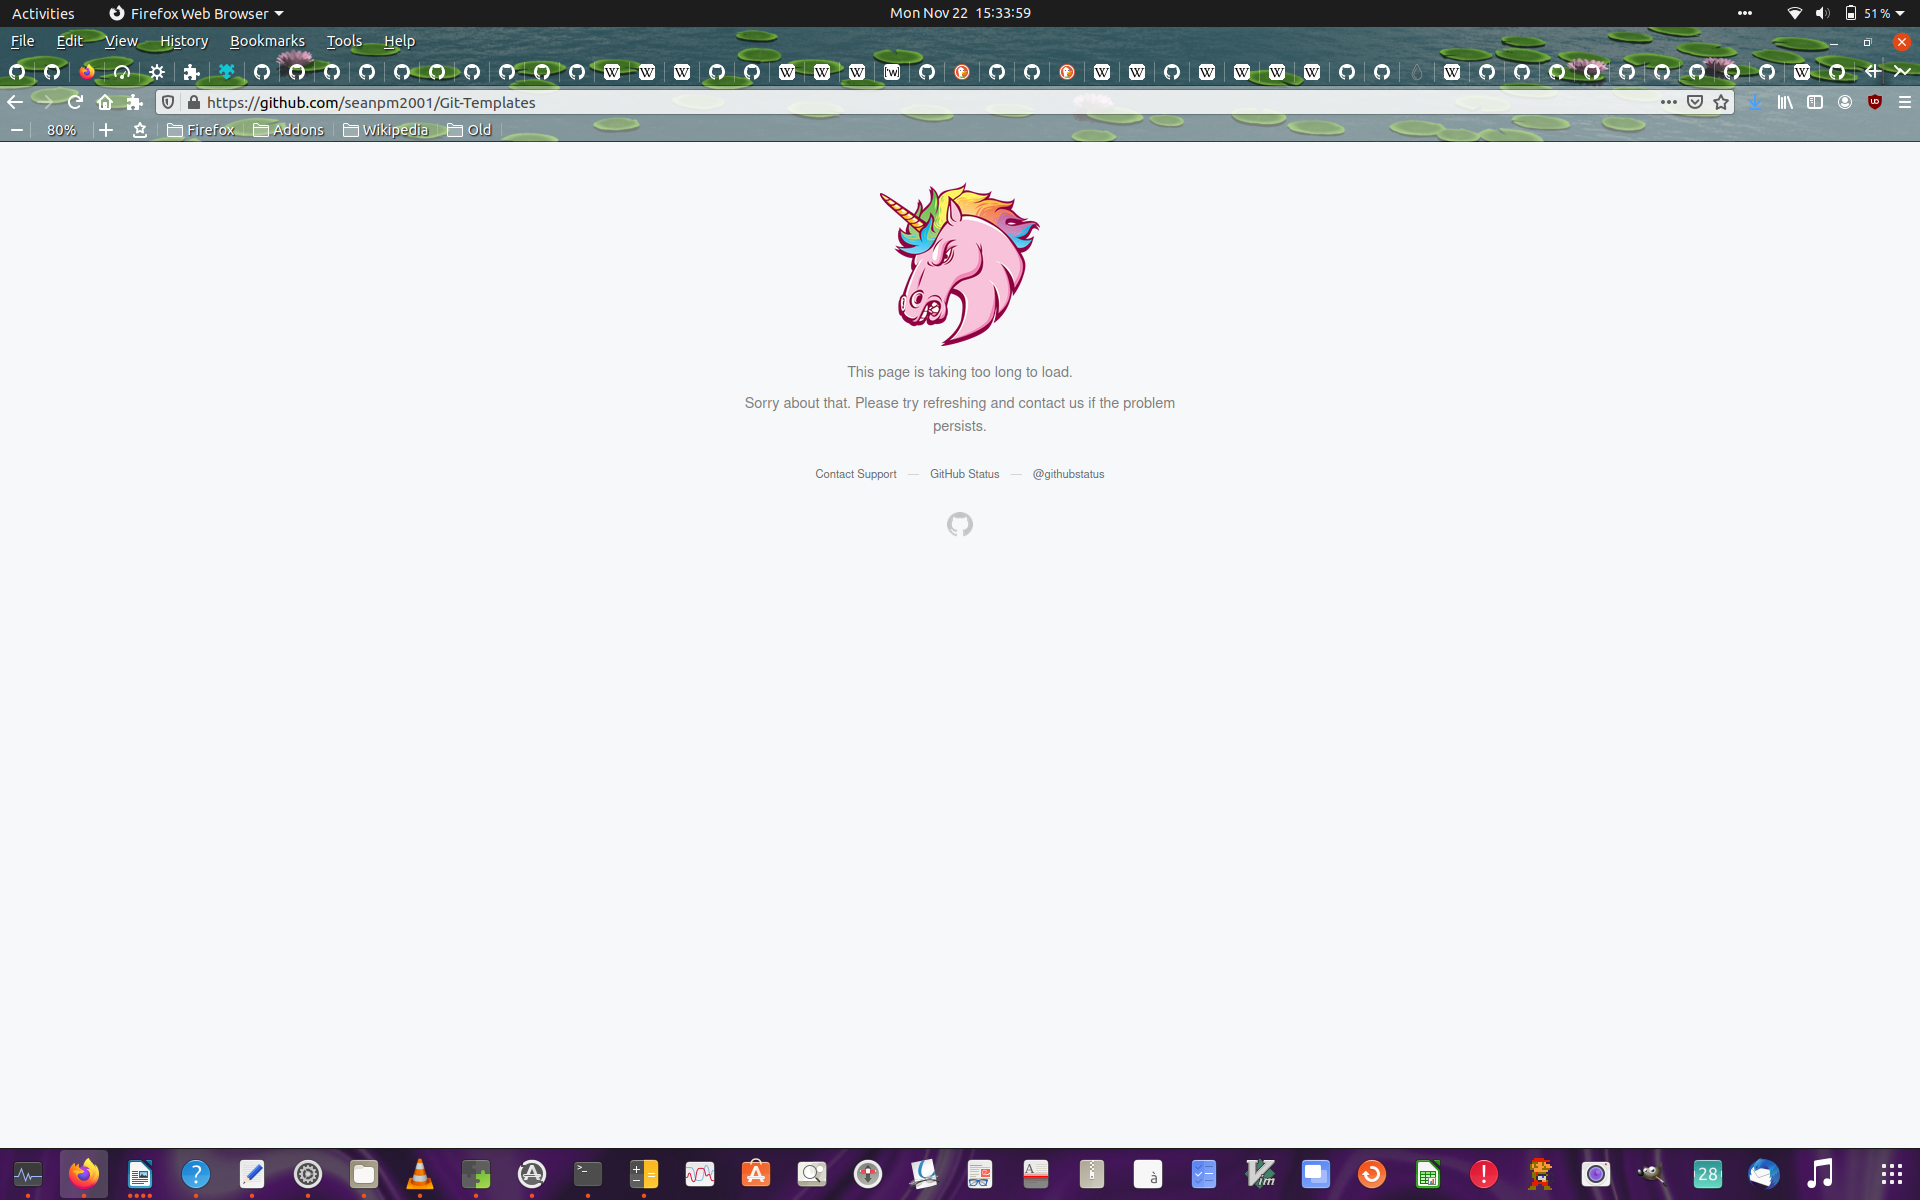 Activities Firefox Web Browser Mon Nov 22 15:33:59 51 %
File Edit View History Bookmarks Tools Help
https://github.com/seanpm2001/Git-Templates
80% Firefox Addons Wikipedia Old
This page is taking too long to load.
Sorry about that. Please try refreshing and contact us if the problem
persists.
Contact Support — GitHub Status — @githubstatus
28